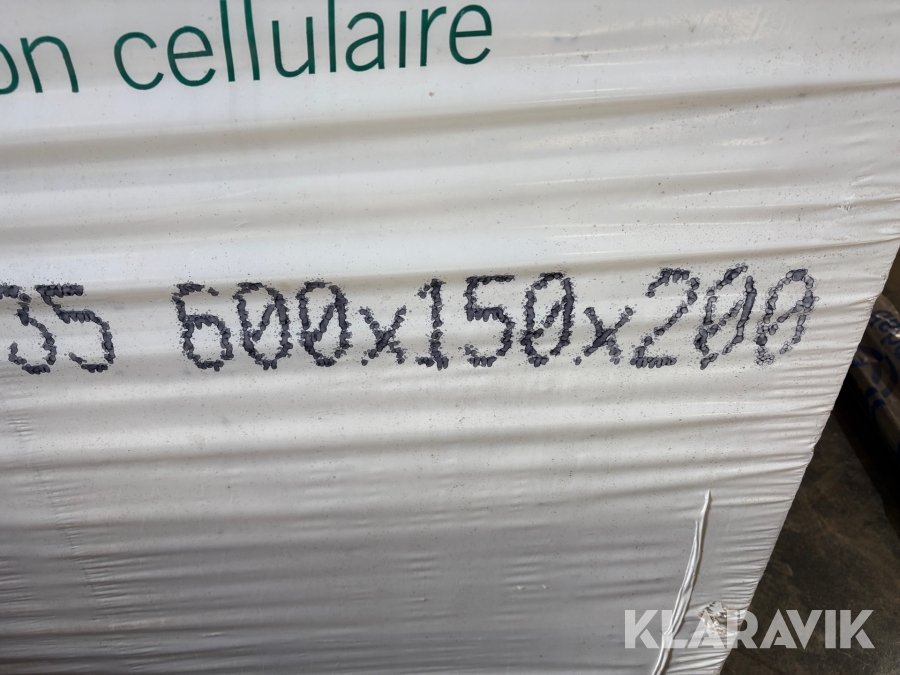 on cellulaire
35 600x150x200
KLARAVIK